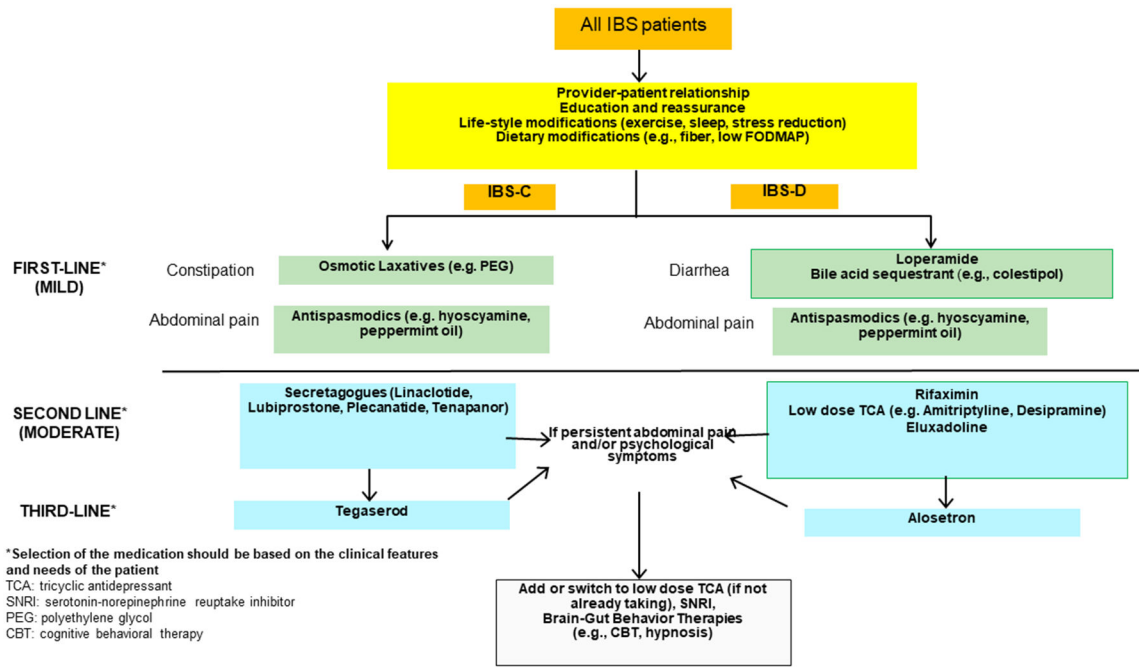 All IBS patients
Provider-patient relationship
Education and reassurance
Life-style modifications (exercise, sleep, stress reduction)
Dietary modifications (e.g., fiber, low FODMAP)
IBS-C
IBS-D
FIRST-LINE*
(MILD)
Constipation
Osmotic Laxatives (e.g. PEG)
Diarrhea
Loperamide
Bile acid sequestrant (e.g., colestipol)
Abdominal pain
Antispasmodics (e.g. hyoscyamine,
peppermint oil)
Abdominal pain
Antispasmodics (e.g. hyoscyamine,
peppermint oil)
SECOND LINE*
(MODERATE)
Secretagogues (Linaclotide,
Lubiprostone, Plecanatide, Tenapanor)
If persistent abdominal pain
and/or psychological
symptoms
Rifaximin
Low dose TCA (e.g. Amitriptyline, Desipramine)
Eluxadoline
THIRD-LINE*
Tegaserod
Alosetron
*Selection of the medication should be based on the clinical features
and needs of the patient
TCA: tricyclic antidepressant
SNRI: serotonin-norepinephrine reuptake inhibitor
PEG: polyethylene glycol
CBT: cognitive behavioral therapy
Add or switch to low dose TCA (if not
already taking), SNRI,
Brain-Gut Behavior Therapies
(e.g., CBT, hypnosis)